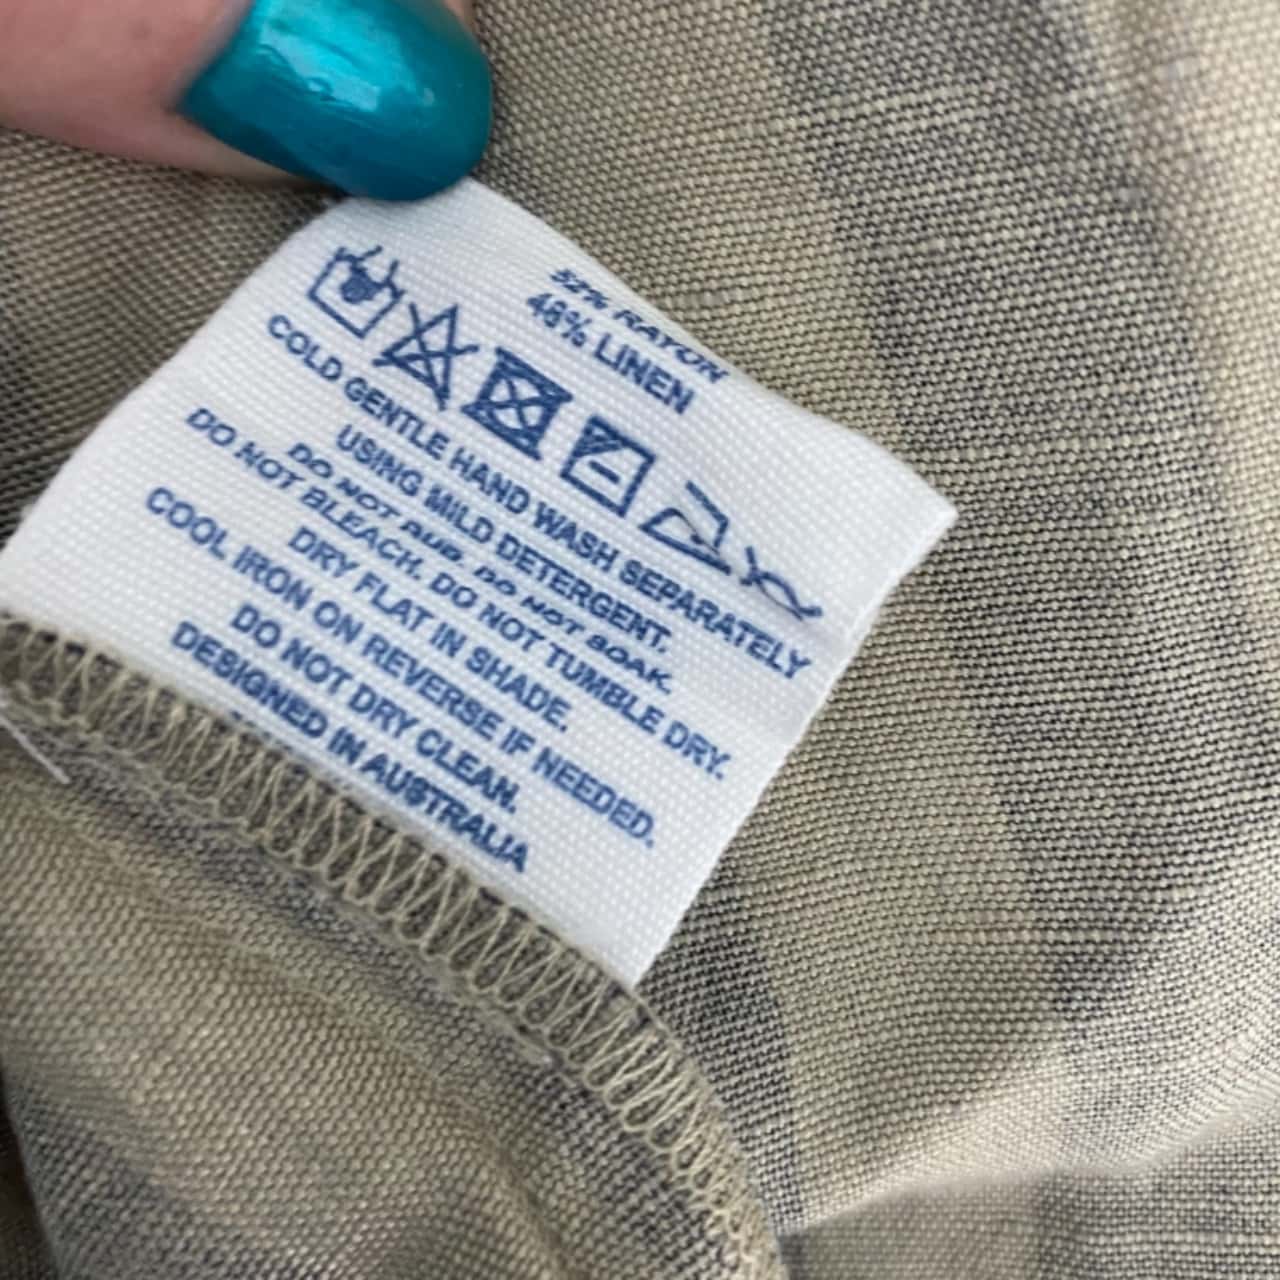 52% RAYON
48% LINEN
COLD GENTLE HAND WASH SEPARATELY
USING MILD DETERGENT.
DO NOT RUB. DO NOT SOAK.
DO NOT BLEACH. DO NOT TUMBLE DRY.
DRY FLAT IN SHADE.
COOL IRON ON REVERSE IF NEEDED.
DO NOT DRY CLEAN.
DESIGNED IN AUSTRALIA